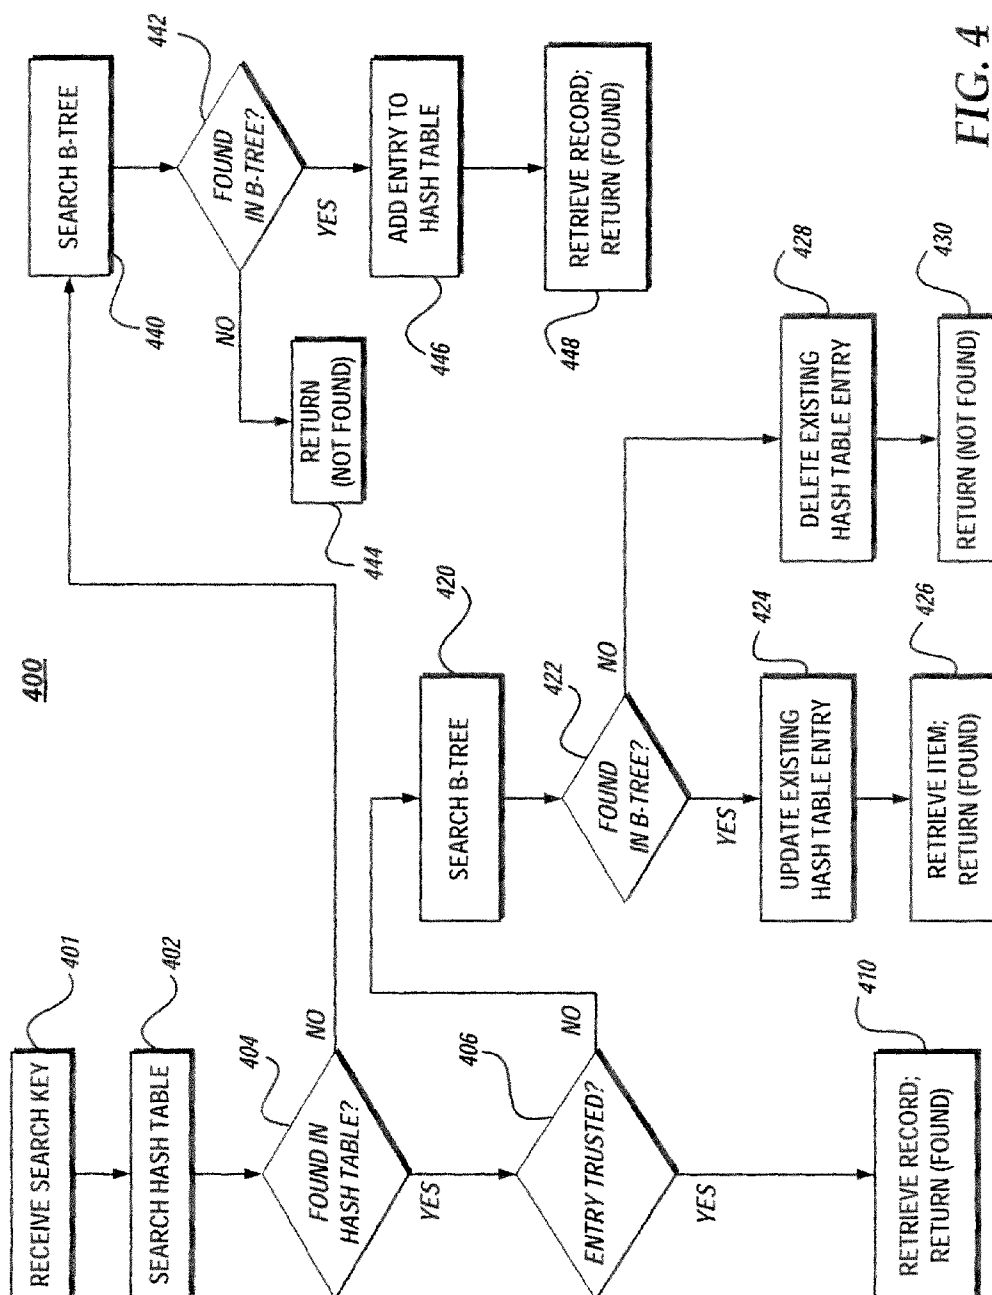 400
401
RECEIVE SEARCH KEY
402
SEARCH HASH TABLE
404
FOUND IN
HASH TABLE?
NO
YES
406
ENTRY TRUSTED?
NO
YES
410
RETRIEVE RECORD;
RETURN (FOUND)
420
SEARCH B-TREE
422
FOUND
IN B-TREE?
NO
YES
424
UPDATE EXISTING
HASH TABLE ENTRY
426
RETRIEVE ITEM;
RETURN (FOUND)
428
DELETE EXISTING
HASH TABLE ENTRY
430
RETURN (NOT FOUND)
440
SEARCH B-TREE
442
FOUND
IN B-TREE?
NO
YES
444
RETURN
(NOT FOUND)
446
ADD ENTRY TO
HASH TABLE
448
RETRIEVE RECORD;
RETURN (FOUND)
FIG. 4